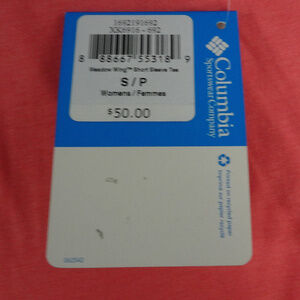 1692191692
XK6916 - 692
8 88667 55318 9
Meadow Wing™ Short Sleeve Tee
S / P
Womens / Femmes
$50.00
Columbia
Sportswear Company
Printed on recycled paper
Imprimé sur papier recyclé